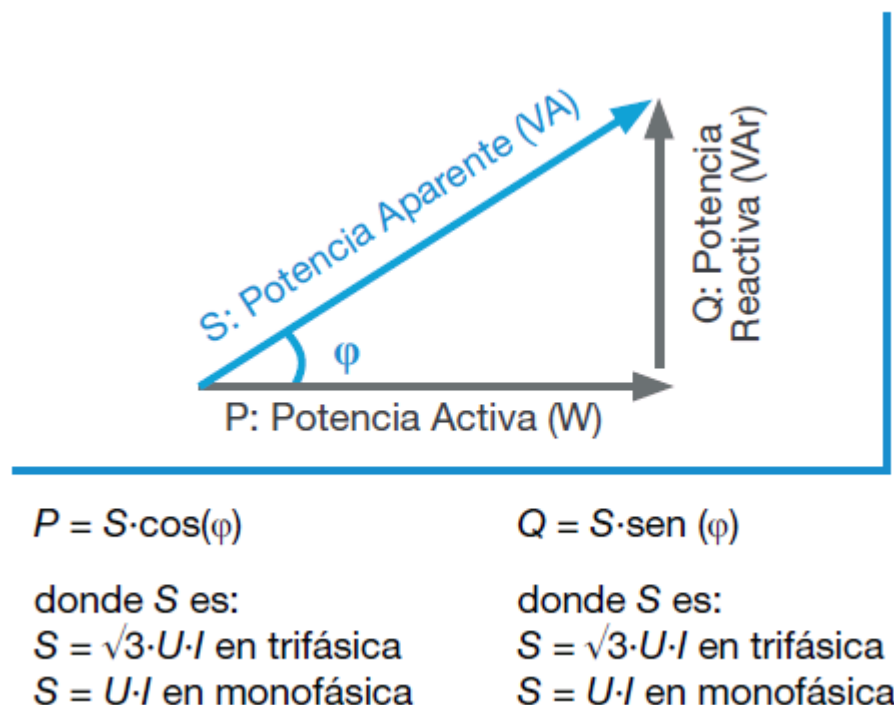 S: Potencia Aparente (VA)
Q: Potencia
Reactiva (VAr)
φ
P: Potencia Activa (W)
P = S·cos(φ)
donde S es:
S = √3·U·I en trifásica
S = U·I en monofásica
Q = S·sen (φ)
donde S es:
S = √3·U·I en trifásica
S = U·I en monofásica